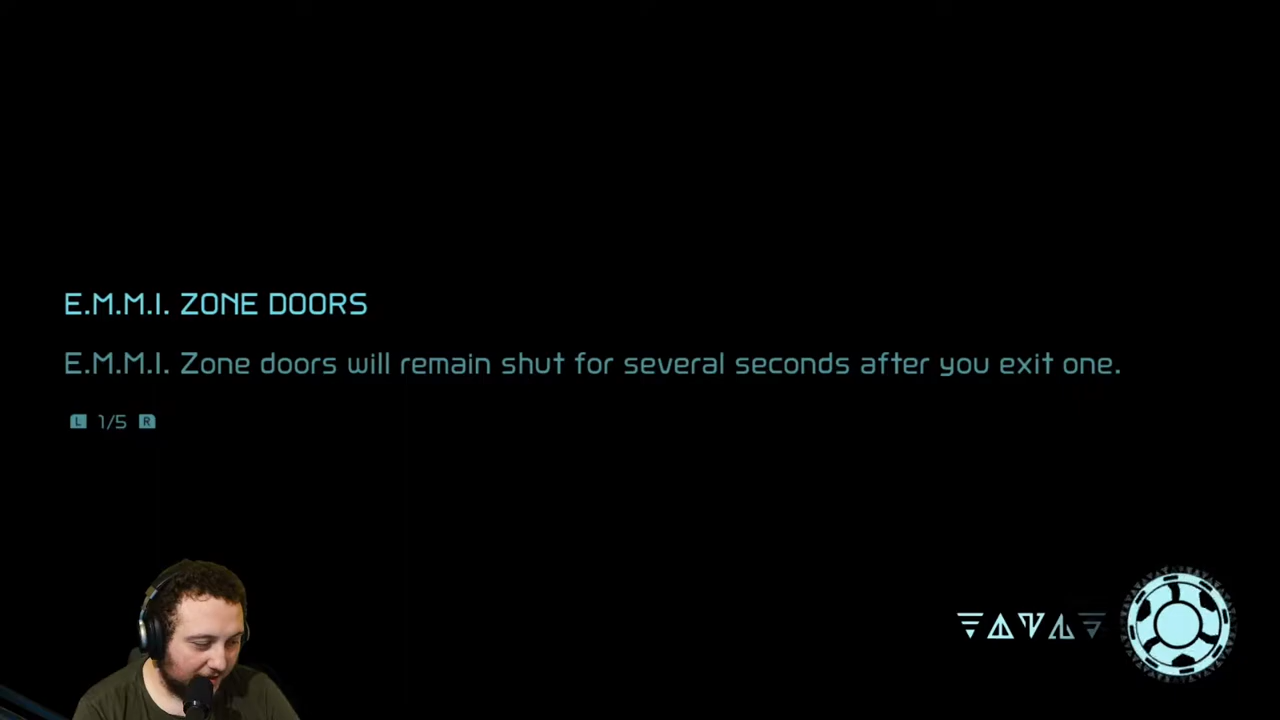 E.M.M.I. ZONE DOORS
E.M.M.I. Zone doors will remain shut for several seconds after you exit one.
L 1/5 R